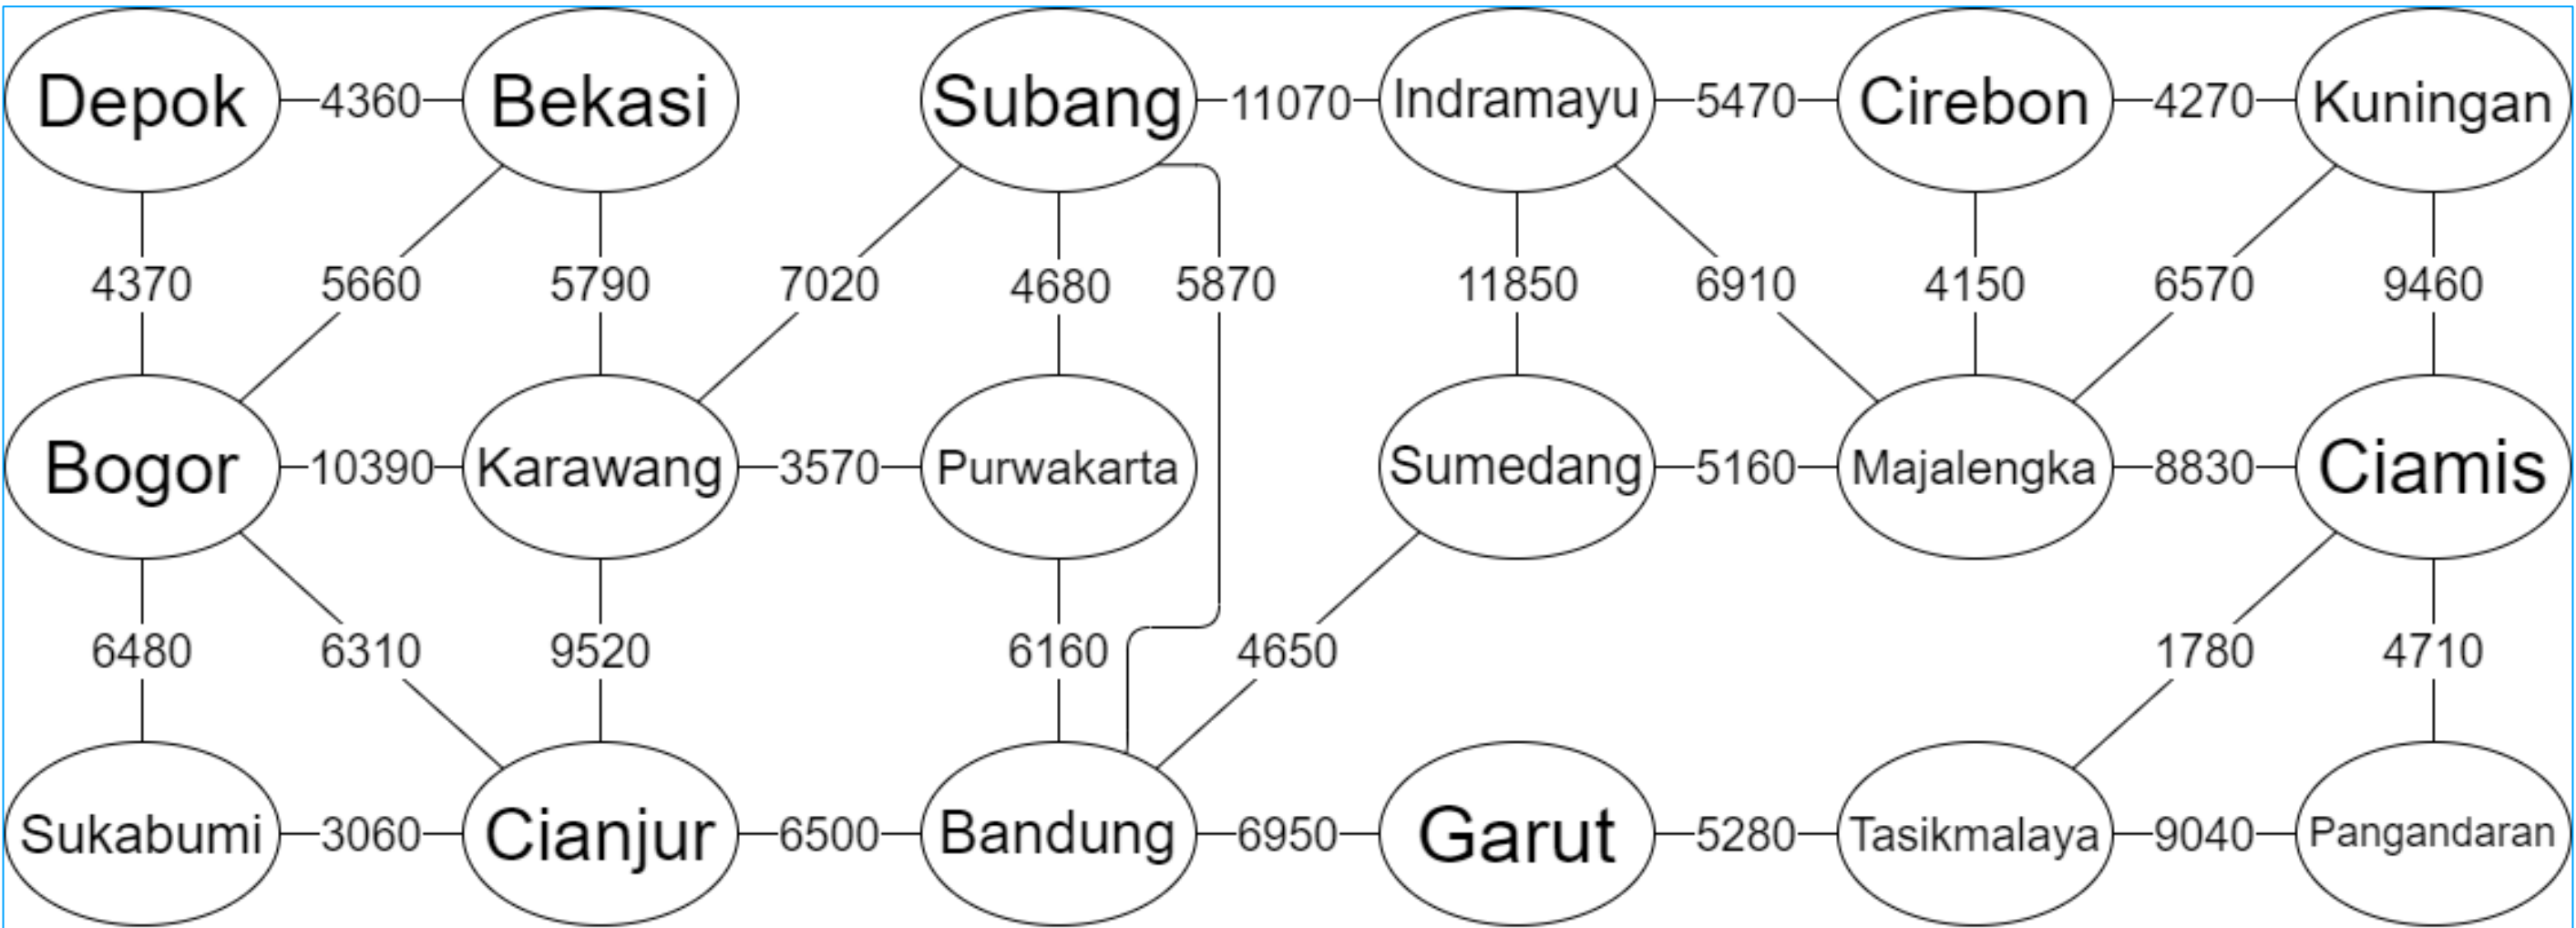 Depok 4360 Bekasi Subang 11070 Indramayu 5470 Cirebon 4270 Kuningan
4370 5660 5790 7020 4680 5870 11850 6910 4150 6570 9460
Bogor 10390 Karawang 3570 Purwakarta Sumedang 5160 Majalengka 8830 Ciamis
6480 6310 9520 6160 4650 1780 4710
Sukabumi 3060 Cianjur 6500 Bandung 6950 Garut 5280 Tasikmalaya 9040 Pangandaran